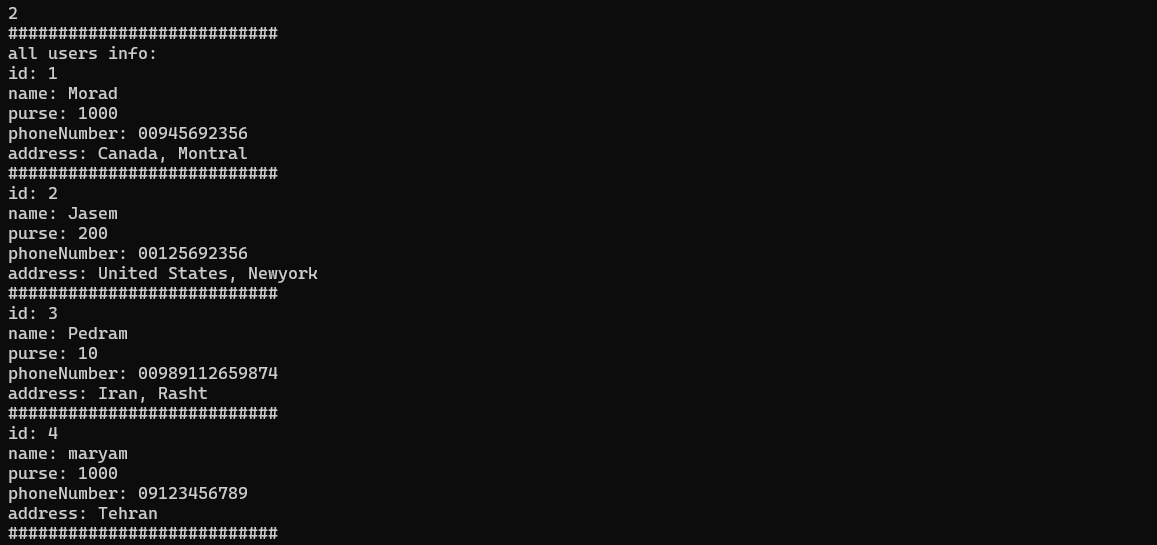 2
###########################
all users info:
id: 1
name: Morad
purse: 1000
phoneNumber: 00945692356
address: Canada, Montral
###########################
id: 2
name: Jasem
purse: 200
phoneNumber: 00125692356
address: United States, Newyork
###########################
id: 3
name: Pedram
purse: 10
phoneNumber: 00989112659874
address: Iran, Rasht
###########################
id: 4
name: maryam
purse: 1000
phoneNumber: 09123456789
address: Tehran
###########################